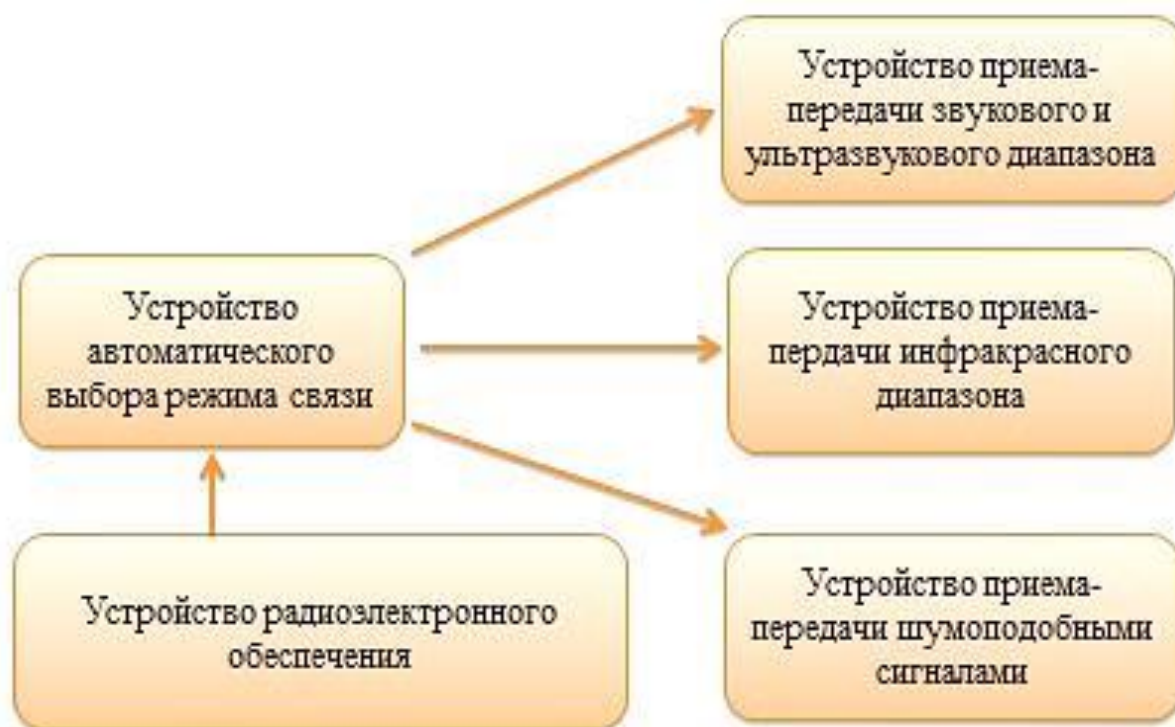 Устройство приема-
передачи звукового и
ультразвукового диапазона
Устройство
автоматического
выбора режима связи
Устройство приема-
пердачи инфракрасного
диапазона
Устройство радиоэлектронного
обеспечения
Устройство приема-
передачи шумоподобными
сигналами